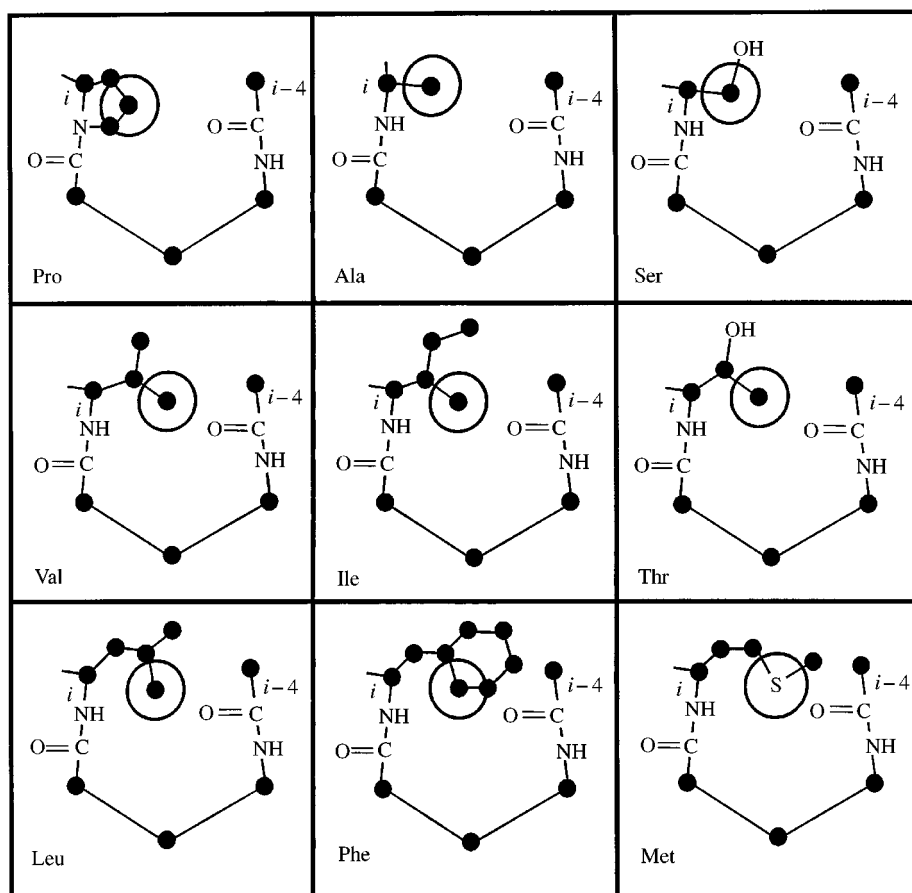 i i–4
N O=C
O=C NH
Pro
i i–4
NH O=C
O=C NH
Ala
OH
i i–4
NH O=C
O=C NH
Ser
i i–4
NH O=C
O=C NH
Val
i i–4
NH O=C
O=C NH
Ile
OH
i i–4
NH O=C
O=C NH
Thr
i i–4
NH O=C
O=C NH
Leu
i i–4
NH O=C
O=C NH
Phe
S
i i–4
NH O=C
O=C NH
Met